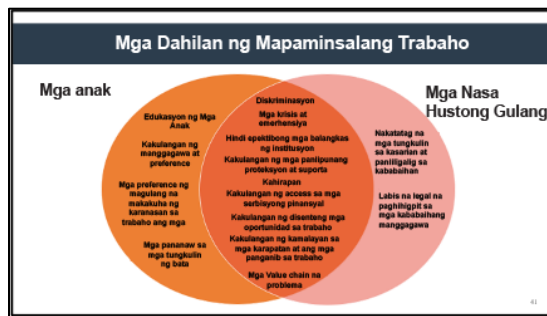 Mga Dahilan ng Mapaminsalang Trabaho
Mga anak
Edukasyon ng Mga
Anak
Kakulangan ng
manggagawa at
preference
Mga preference ng
magulang na
makakuha ng
karanasan sa
trabaho ang mga
Mga pananaw sa
mga tungkulin
ng bata
Diskriminasyon
Mga krisis at
emerhensiya
Hindi epektibong mga balangkas
ng institusyon
Kakulangan ng mga panlipunang
proteksyon at suporta
Kahirapan
Kakulangan ng access sa mga
serbisyong pinansyal
Kakulangan ng disenteng mga
oportunidad sa trabaho
Kakulangan ng kamalayan sa
mga karapatan at ang mga
panganib sa trabaho
Mga Value chain na
problema
Mga Nasa
Hustong Gulang
Nakatatag na
mga tungkulin
sa kasarian at
panliligalig sa
kababaihan
Labis na legal na
paghihigpit sa
mga kababaihang
manggagawa
41